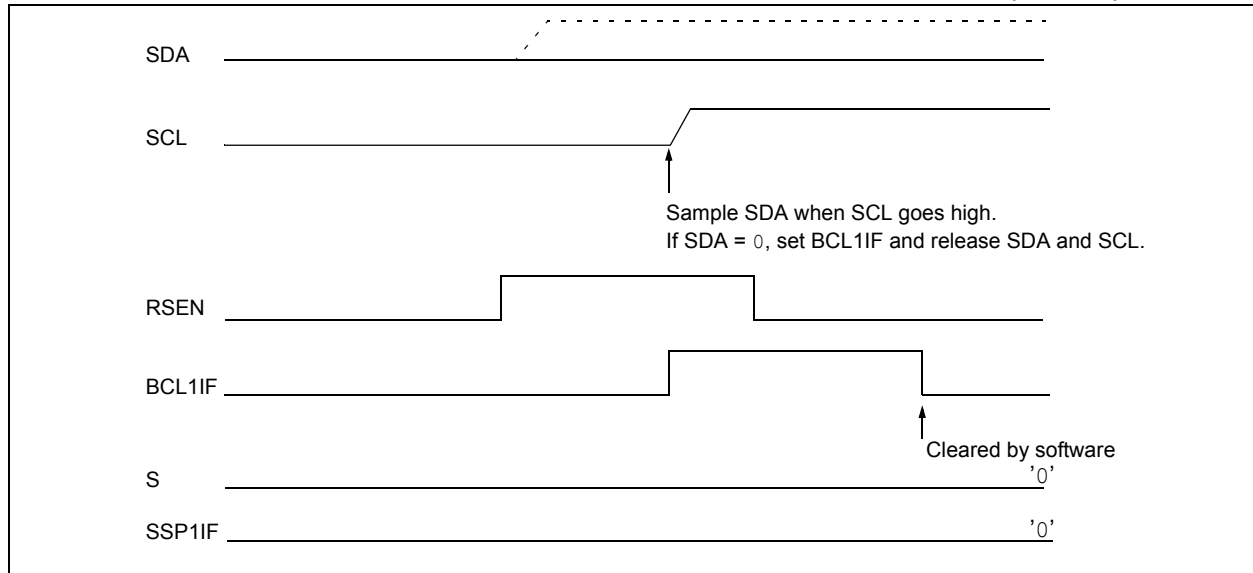 SDA
SCL
Sample SDA when SCL goes high.
If SDA = 0, set BCL1IF and release SDA and SCL.
RSEN
BCL1IF
Cleared by software
S
'0'
SSP1IF
'0'